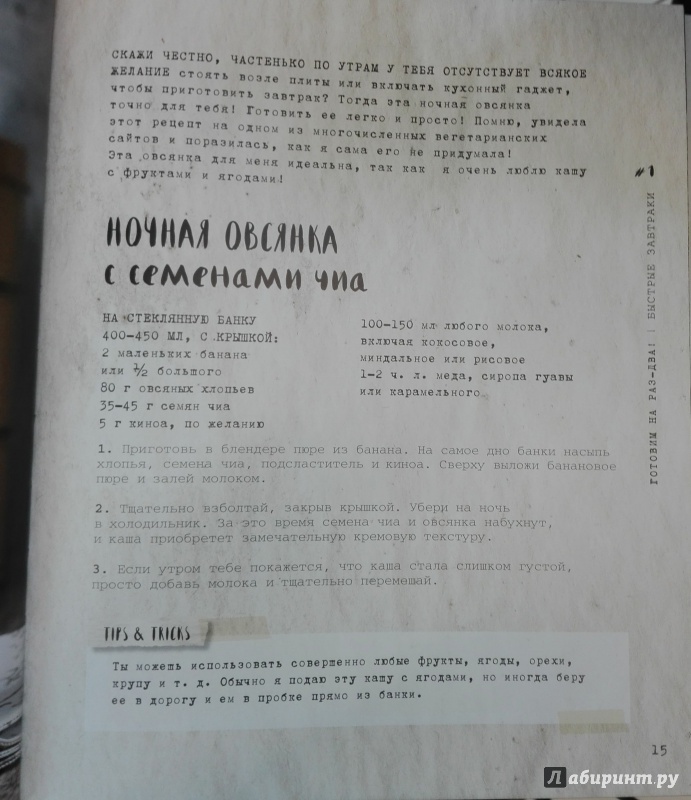 СКАЖИ ЧЕСТНО, ЧАСТЕНЬКО ПО УТРАМ У ТЕБЯ ОТСУТСТВУЕТ ВСЯКОЕ
ЖЕЛАНИЕ СТОЯТЬ ВОЗЛЕ ПЛИТЫ ИЛИ ВКЛЮЧАТЬ КУХОННЫЙ ГАДЖЕТ,
чтобы приготовить завтрак? Тогда эта ночная овсянка
точно для тебя! Готовить ее легко и просто! Помню, увидела
этот рецепт на одном из многочисленных вегетарианских
сайтов и поразилась, как я сама его не придумала!
Эта овсянка для меня идеальна, так как я очень люблю кашу
с фруктами и ягодами!
#1
ГОТОВИМ НА РАЗ-ДВА! | БЫСТРЫЕ ЗАВТРАКИ
НОЧНАЯ ОВСЯНКА
с семенами чиа
НА СТЕКЛЯННУЮ БАНКУ
400-450 МЛ, С КРЫШКОЙ:
2 маленьких банана
или ½ большого
80 г овсяных хлопьев
35-45 г семян чиа
5 г киноа, по желанию
100-150 мл любого молока,
включая кокосовое,
миндальное или рисовое
1-2 ч. л. меда, сиропа гуавы
или карамельного
1. Приготовь в блендере пюре из банана. На самое дно банки насыпь
хлопья, семена чиа, подсластитель и киноа. Сверху выложи банановое
пюре и залей молоком.
2. Тщательно взболтай, закрыв крышкой. Убери на ночь
в холодильник. За это время семена чиа и овсянка набухнут,
и каша приобретет замечательную кремовую текстуру.
3. Если утром тебе покажется, что каша стала слишком густой,
просто добавь молока и тщательно перемешай.
TIPS & TRICKS
Ты можешь использовать совершенно любые фрукты, ягоды, орехи,
крупу и т. д. Обычно я подаю эту кашу с ягодами, но иногда беру
ее в дорогу и ем в пробке прямо из банки.
15
Лабиринт.ру